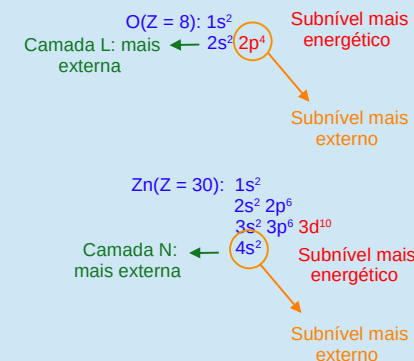 O(Z = 8): 1s²
2s² 2p⁴
Subnível mais
energético
Camada L: mais
externa
Subnível mais
externo
Zn(Z = 30): 1s²
2s² 2p⁶
3s² 3p⁶ 3d¹⁰
4s²
Camada N:
mais externa
Subnível mais
energético
Subnível mais
externo